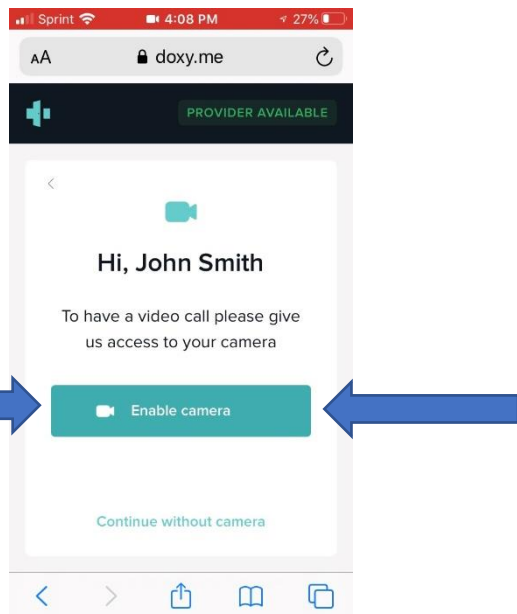 Sprint 4:08 PM 27%
AA doxy.me
PROVIDER AVAILABLE
Hi, John Smith
To have a video call please give
us access to your camera
Enable camera
Continue without camera